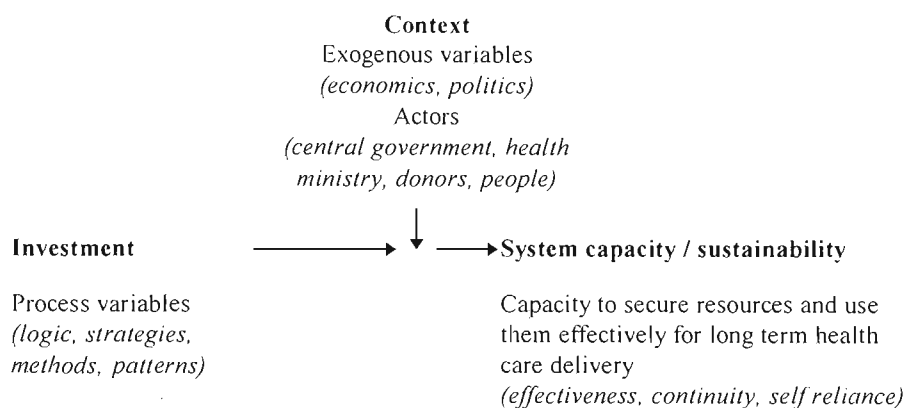 Context
Exogenous variables
(economics, politics)
Actors
(central government, health
ministry, donors, people)
Investment
System capacity / sustainability
Process variables
(logic, strategies,
methods, patterns)
Capacity to secure resources and use
them effectively for long term health
care delivery
(effectiveness, continuity, self reliance)